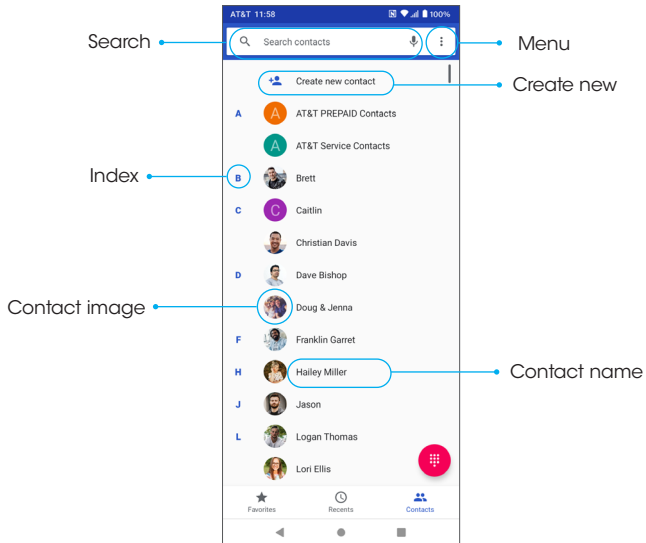 AT&T 11:58 N 100%
Search Search contacts Menu
Create new contact Create new
A A AT&T PREPAID Contacts
A AT&T Service Contacts
Index B Brett
C C Caitlin
Christian Davis
D Dave Bishop
Contact image Doug & Jenna
F Franklin Garret
H Hailey Miller Contact name
J Jason
L Logan Thomas
Lori Ellis
Favorites Recents Contacts